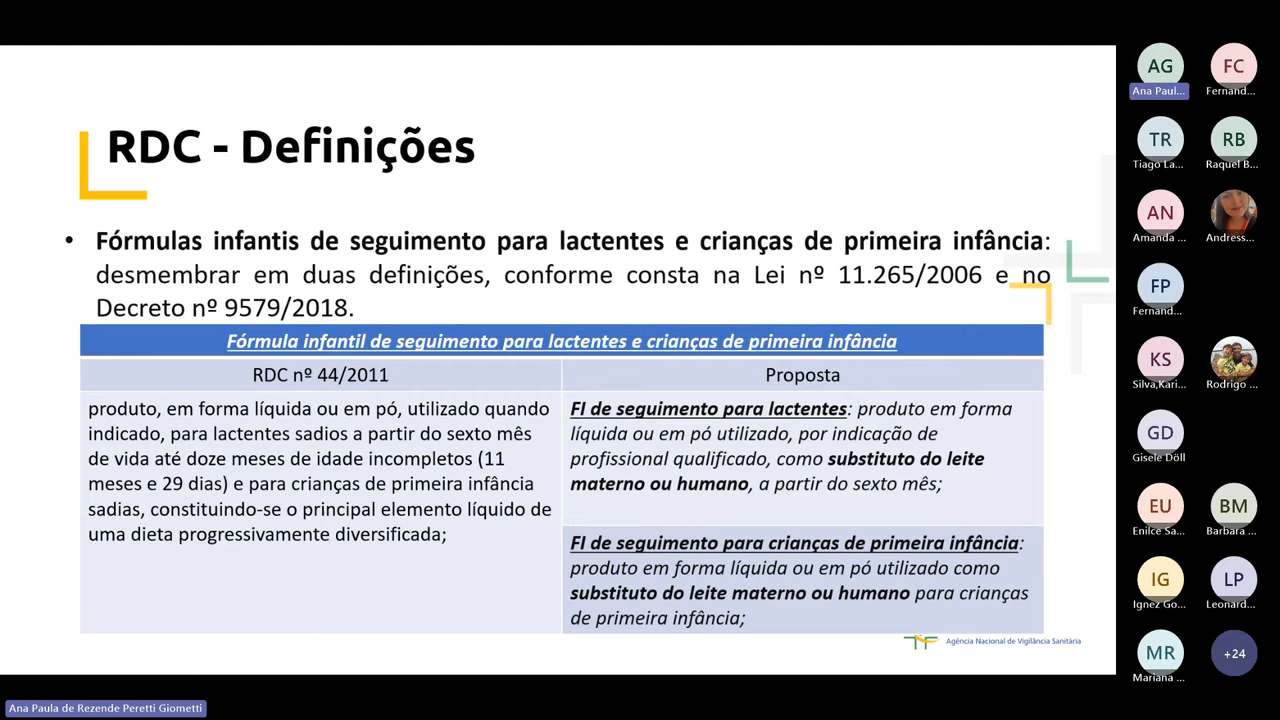 RDC - Definições
• Fórmulas infantis de seguimento para lactentes e crianças de primeira infância:
desmembrar em duas definições, conforme consta na Lei nº 11.265/2006 e no
Decreto nº 9579/2018.
Fórmula infantil de seguimento para lactentes e crianças de primeira infância
RDC nº 44/2011
produto, em forma líquida ou em pó, utilizado quando
indicado, para lactentes sadios a partir do sexto mês
de vida até doze meses de idade incompletos (11
meses e 29 dias) e para crianças de primeira infância
sadias, constituindo-se o principal elemento líquido de
uma dieta progressivamente diversificada;
Proposta
FI de seguimento para lactentes: produto em forma
líquida ou em pó utilizado, por indicação de
profissional qualificado, como substituto do leite
materno ou humano, a partir do sexto mês;
FI de seguimento para crianças de primeira infância:
produto em forma líquida ou em pó utilizado como
substituto do leite materno ou humano para crianças
de primeira infância;
Agência Nacional de Vigilância Sanitária
AG
Ana Paul...
FC
Fernand...
TR
Tiago La...
RB
Raquel B...
AN
Amanda ...
Andress...
FP
Fernand...
KS
Silva,Kari...
Rodrigo ...
GD
Gisele Döll
EU
Enilce Sa...
BM
Barbara ...
IG
Ignez Go...
LP
Leonard...
MR
Mariana ...
+24
Ana Paula de Rezende Peretti Giometti